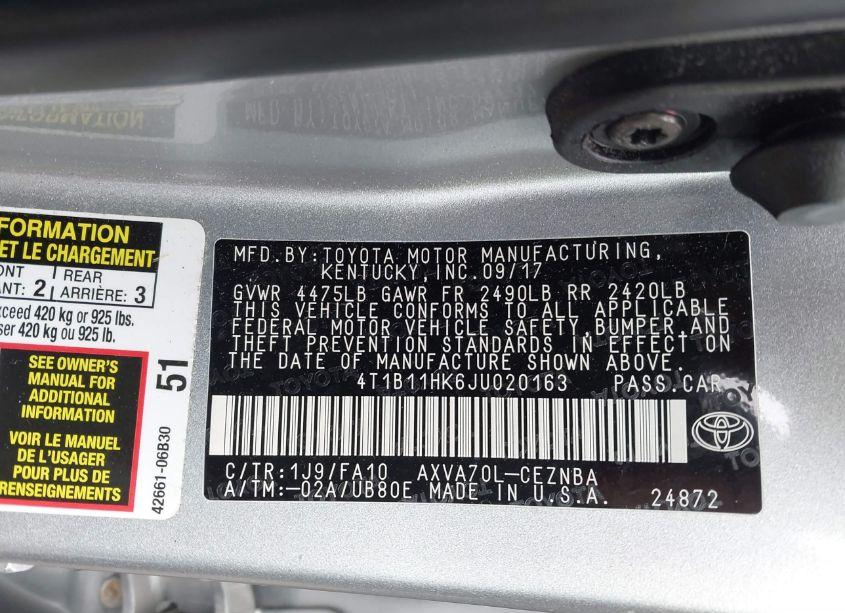 FORMATION
ET LE CHARGEMENT
ONT 2 REAR 3
ANT: ARRIÈRE:
xceed 420 kg or 925 lbs.
ser 420 kg ou 925 lb.
SEE OWNER'S
MANUAL FOR
ADDITIONAL
INFORMATION
VOIR LE MANUEL
DE L'USAGER
POUR PLUS DE
RENSEIGNEMENTS
51
42661-06B30
MFD.BY:TOYOTA MOTOR MANUFACTURING,
KENTUCKY,INC.09/17
GVWR 4475LB GAWR FR 2490LB RR 2420LB
THIS VEHICLE CONFORMS TO ALL APPLICABLE
FEDERAL MOTOR VEHICLE SAFETY,BUMPER,AND
THEFT PREVENTION STANDARDS IN EFFECT ON
THE DATE OF MANUFACTURE SHOWN ABOVE.
4T1B11HK6JU020163 PASS.CAR
C/TR:1J9/FA10 AXVA70L-CEZNBA
A/TM:-02A/UB80E MADE IN U.S.A. 24872